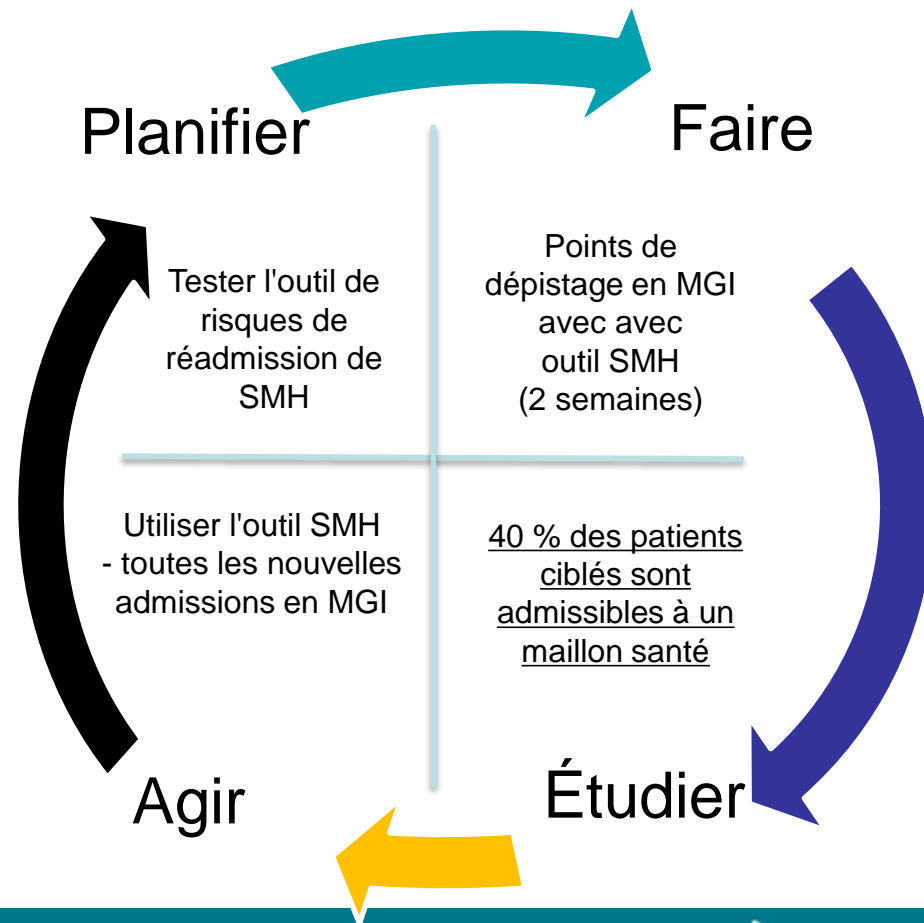 Planifier
Faire
Tester l'outil de
risques de
réadmission de
SMH
Points de
dépistage en MGI
avec avec
outil SMH
(2 semaines)
Utiliser l'outil SMH
- toutes les nouvelles
admissions en MGI
40 % des patients
ciblés sont
admissibles à un
maillon santé
Agir
Étudier